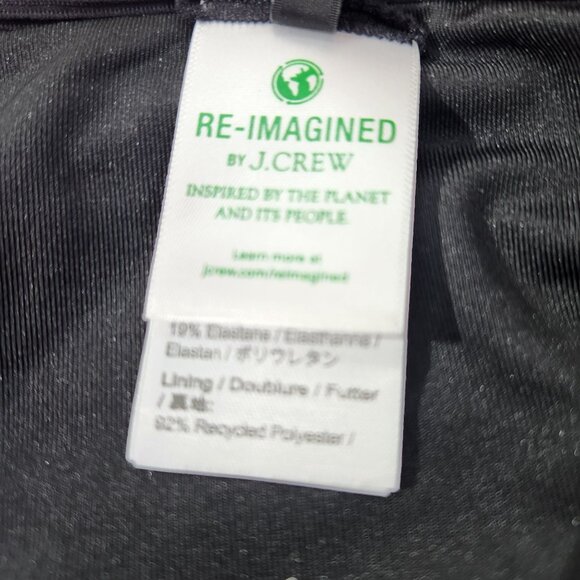 RE-IMAGINED
BY J.CREW
INSPIRED BY THE PLANET
AND ITS PEOPLE.
Learn more at
jcrew.com/reimagined
19% Elastane / Elasthanne /
Elastan / ポリウレタン
Lining / Doublure / Futter
/ 裏地:
92% Recycled Polyester /